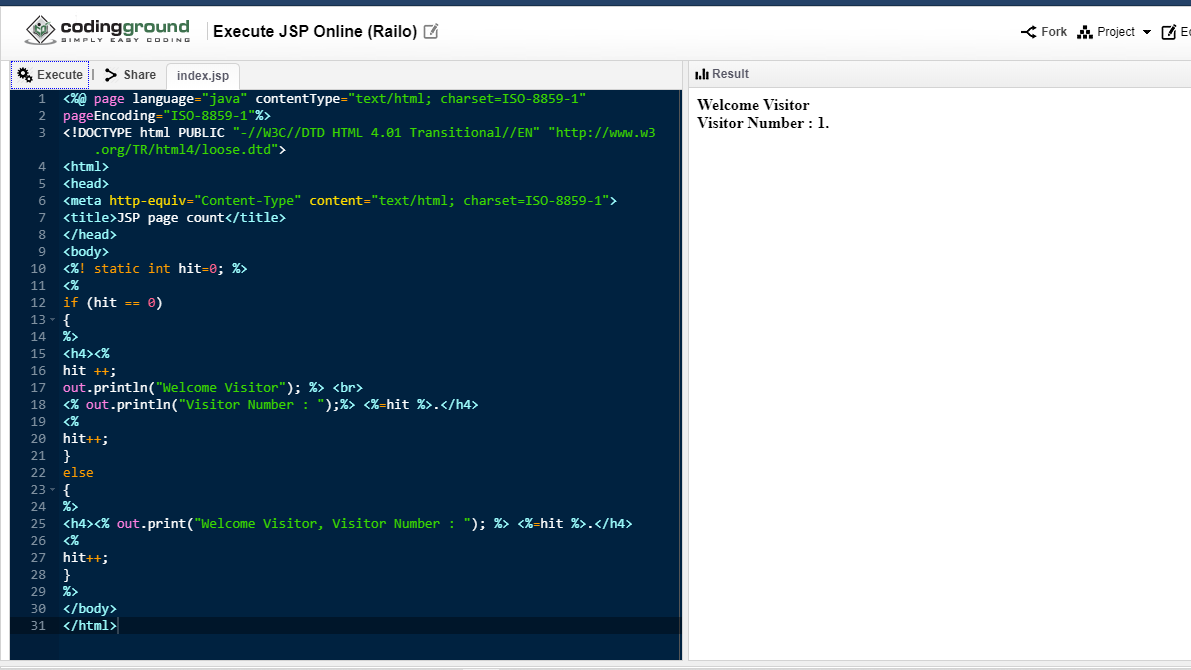 codingground
SIMPLY EASY CODING
Execute JSP Online (Railo)
Fork Project
Execute | Share index.jsp
1 <%@ page language="java" contentType="text/html; charset=ISO-8859-1"
2 pageEncoding="ISO-8859-1"%>
3 <!DOCTYPE html PUBLIC "-//W3C//DTD HTML 4.01 Transitional//EN" "http://www.w3
.org/TR/html4/loose.dtd">
4 <html>
5 <head>
6 <meta http-equiv="Content-Type" content="text/html; charset=ISO-8859-1">
7 <title>JSP page count</title>
8 </head>
9 <body>
10 <%! static int hit=0; %>
11 <%
12 if (hit == 0)
13 {
14 %>
15 <h4><%
16 hit ++;
17 out.println("Welcome Visitor"); %> <br>
18 <% out.println("Visitor Number : ");%> <%=hit %>.</h4>
19 <%
20 hit++;
21 }
22 else
23 {
24 %>
25 <h4><% out.print("Welcome Visitor, Visitor Number : "); %> <%=hit %>.</h4>
26 <%
27 hit++;
28 }
29 %>
30 </body>
31 </html>
Result
Welcome Visitor
Visitor Number : 1.